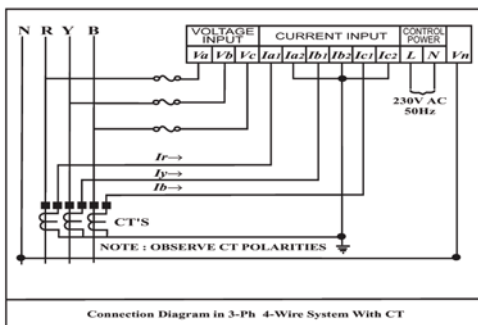 N R Y B
VOLTAGE INPUT
CURRENT INPUT
CONTROL POWER
Va Vb Vc Ia1 Ia2 Ib1 Ib2 Ic1 Ic2 L N Vn
230V AC
50Hz
Ir→
Iy→
Ib→
CT'S
NOTE : OBSERVE CT POLARITIES
Connection Diagram in 3-Ph 4-Wire System With CT